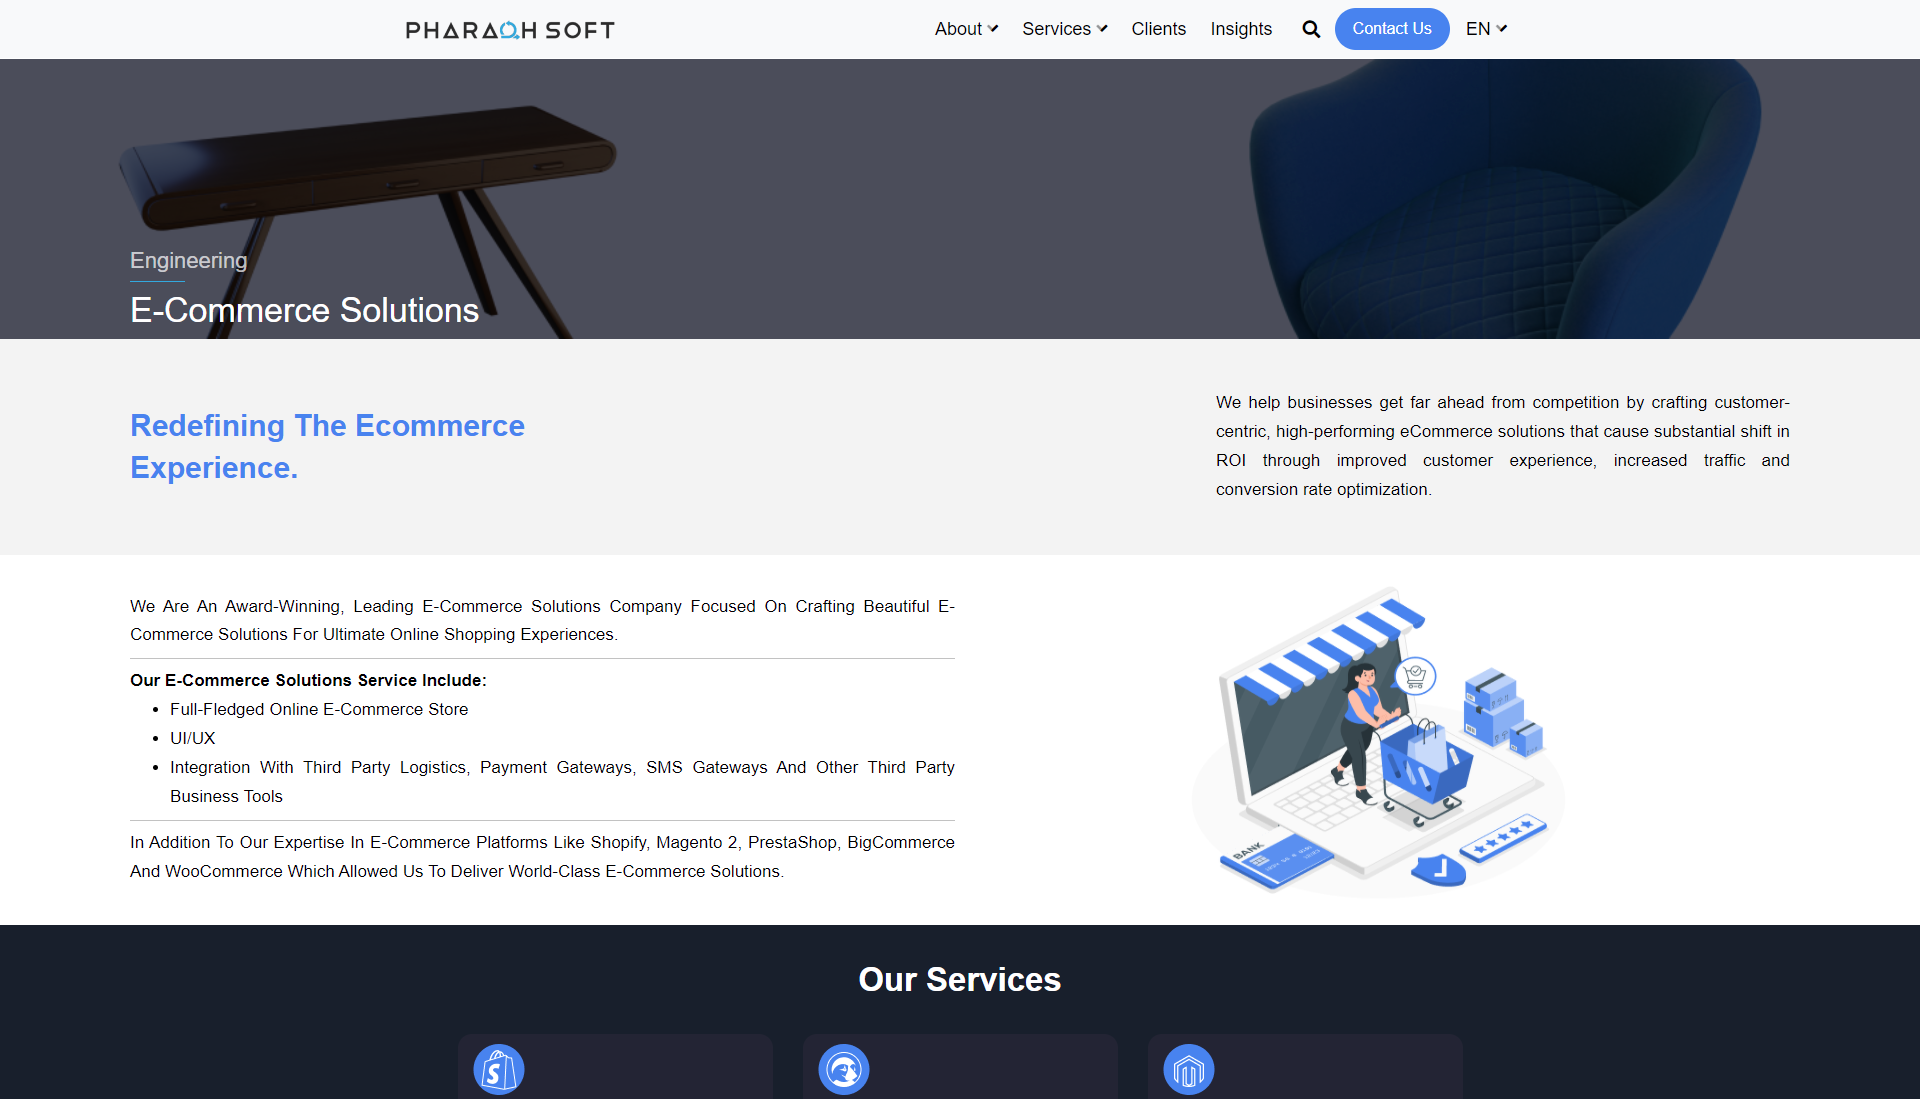 PHARAOH SOFT
About
Services
Clients
Insights
Contact Us
EN
Engineering
E-Commerce Solutions
Redefining The Ecommerce
Experience.
We help businesses get far ahead from competition by crafting customer-
centric, high-performing eCommerce solutions that cause substantial shift in
ROI through improved customer experience, increased traffic and
conversion rate optimization.
We Are An Award-Winning, Leading E-Commerce Solutions Company Focused On Crafting Beautiful E-
Commerce Solutions For Ultimate Online Shopping Experiences.
Our E-Commerce Solutions Service Include:
Full-Fledged Online E-Commerce Store
UI/UX
Integration With Third Party Logistics, Payment Gateways, SMS Gateways And Other Third Party
Business Tools
In Addition To Our Expertise In E-Commerce Platforms Like Shopify, Magento 2, PrestaShop, BigCommerce
And WooCommerce Which Allowed Us To Deliver World-Class E-Commerce Solutions.
BANK
Our Services